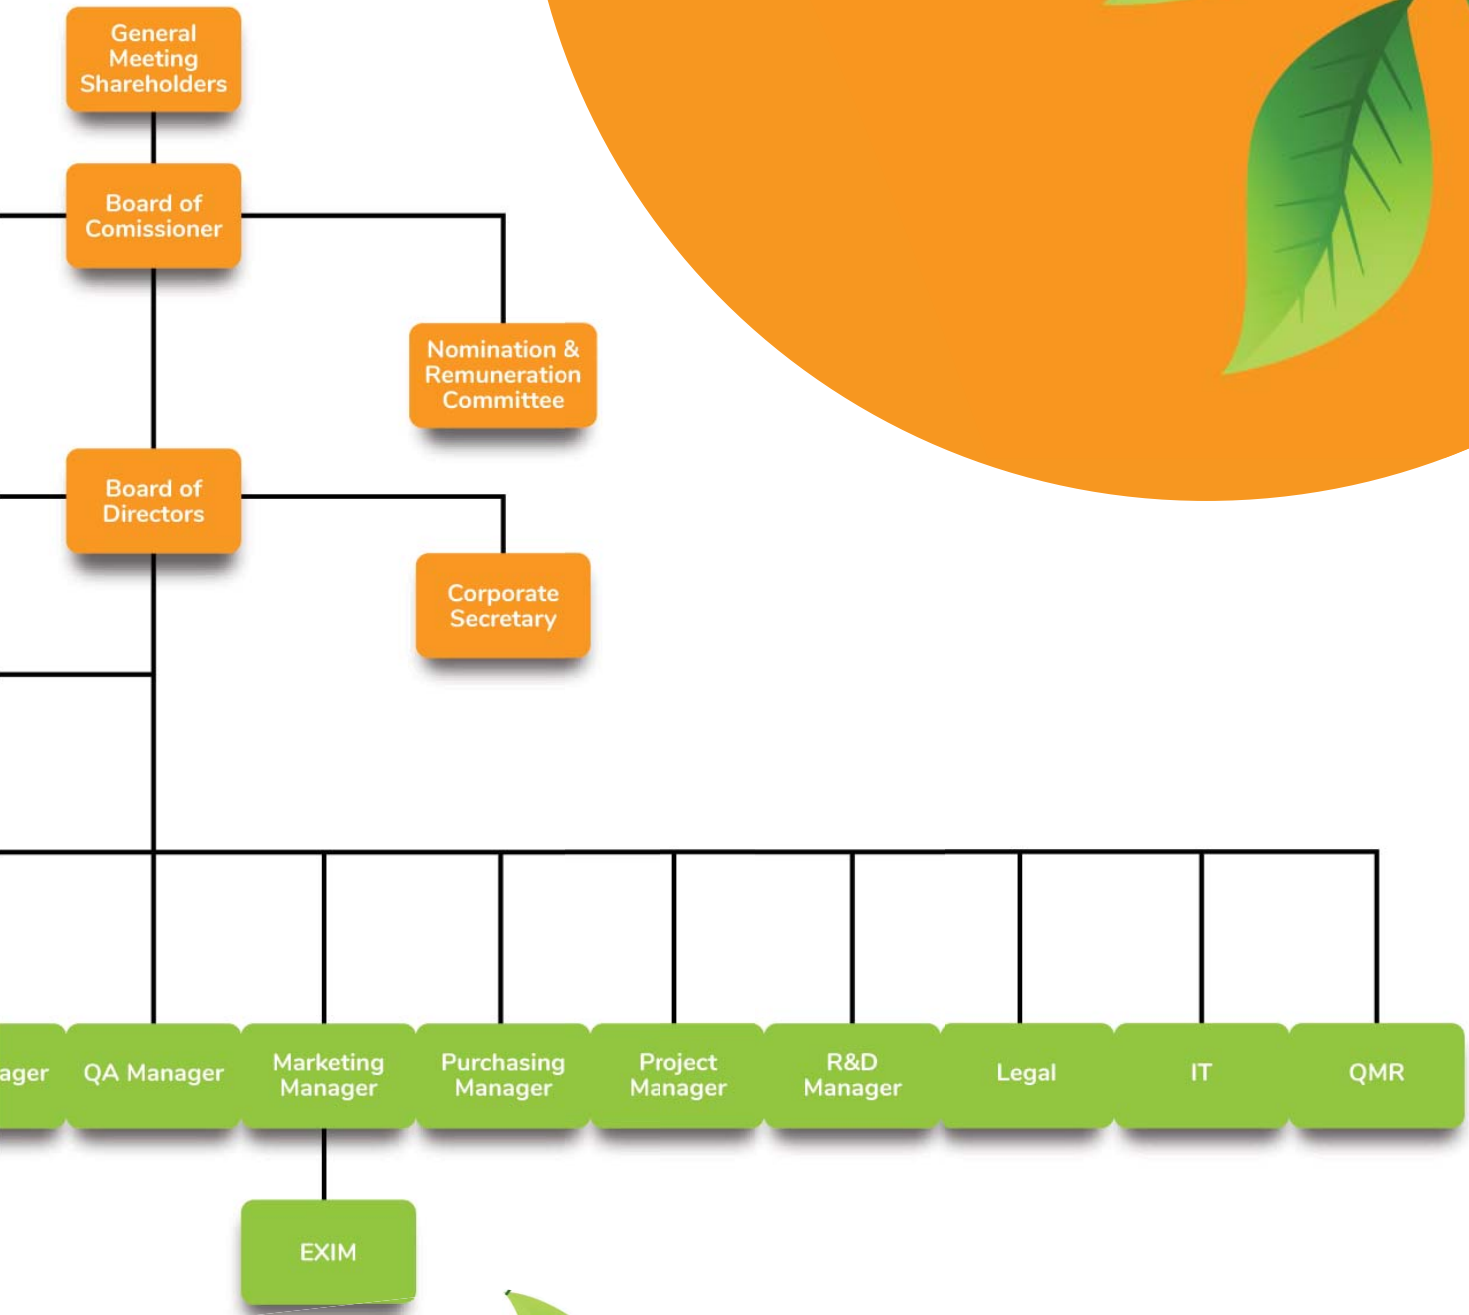 General
Meeting
Shareholders
Board of
Comissioner
Nomination &
Remuneration
Committee
Board of
Directors
Corporate
Secretary
ager
QA Manager
Marketing
Manager
Purchasing
Manager
Project
Manager
R&D
Manager
Legal
IT
QMR
EXIM